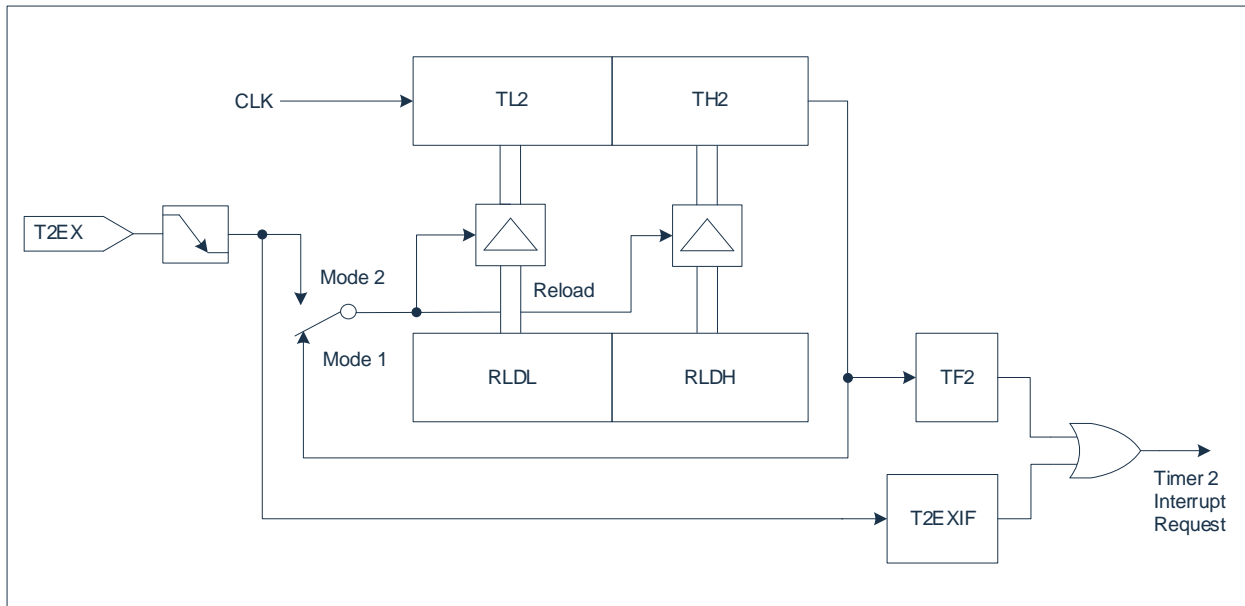 CLK
TL2
TH2
T2EX
Mode 2
Reload
Mode 1
RLDL
RLDH
TF2
T2EXIF
Timer 2
Interrupt
Request